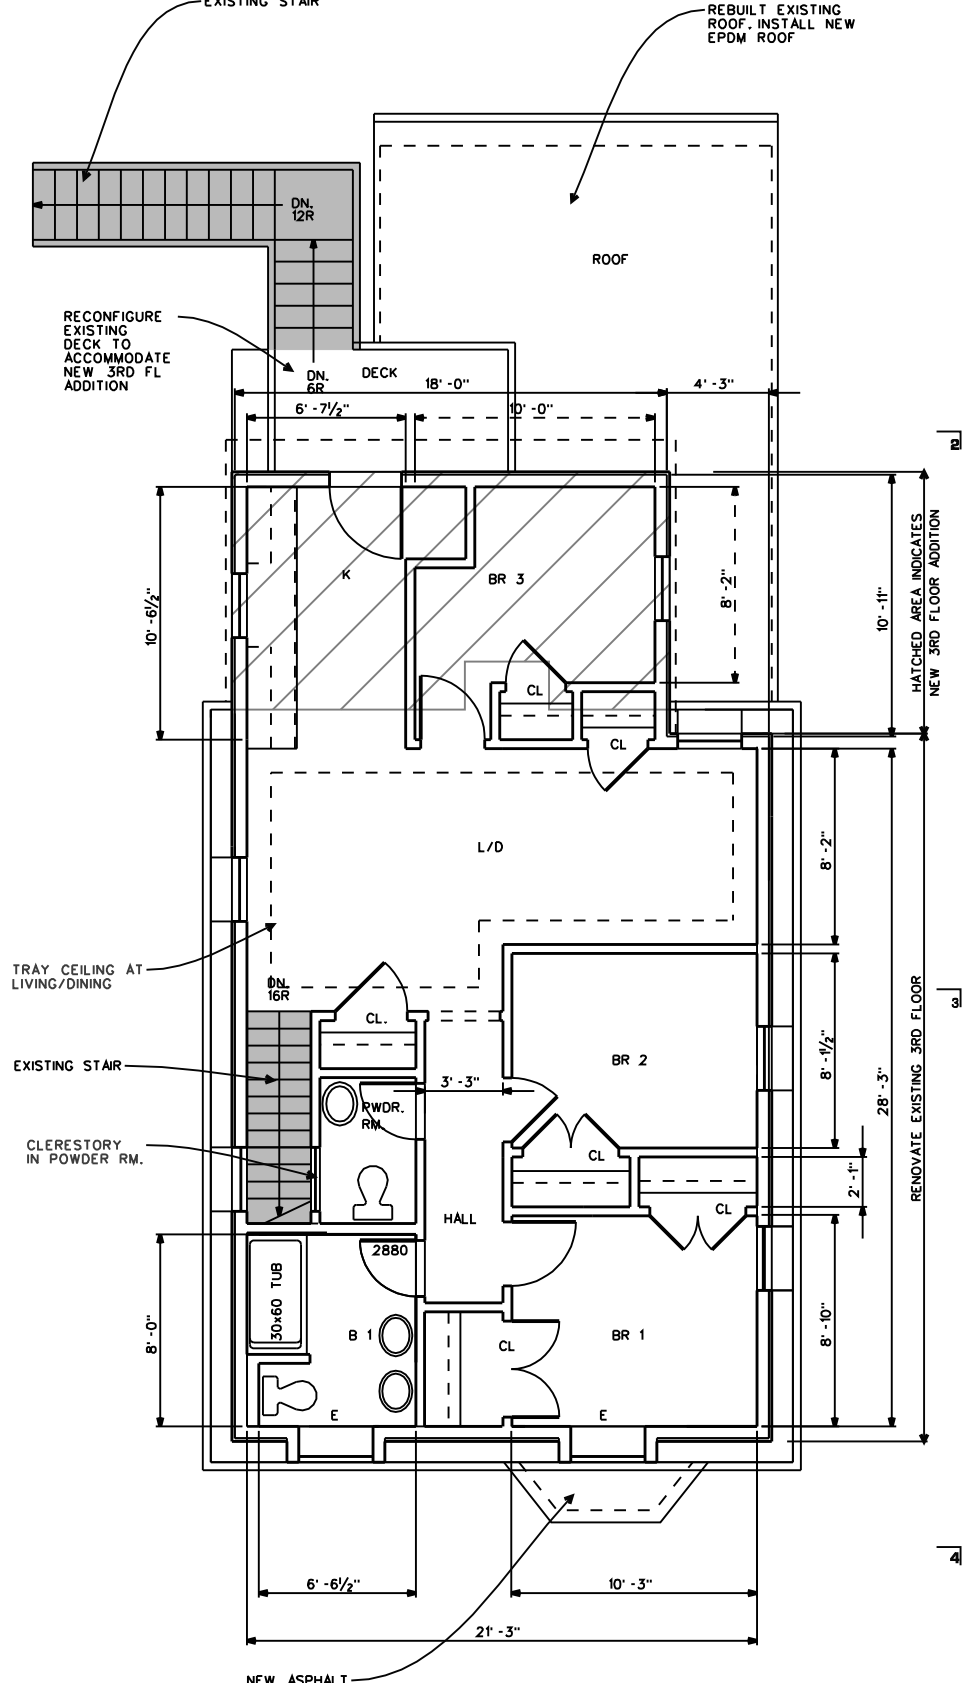 EXISTING STAIR
REBUILT EXISTING
ROOF. INSTALL NEW
EPDM ROOF
DN.
12R
ROOF
RECONFIGURE
EXISTING
DECK TO
ACCOMMODATE
NEW 3RD FL
ADDITION
DN.
6R
DECK
18'-0"
4'-3"
6'-7½"
10'-0"
2
HATCHED AREA INDICATES
NEW 3RD FLOOR ADDITION
K
BR 3
8'-2"
10'-6½"
10'-11"
CL
CL
L/D
8'-2"
TRAY CEILING AT
LIVING/DINING
DN.
16R
3
CL.
EXISTING STAIR
3'-3"
BR 2
8'-1½"
28'-3"
RENOVATE EXISTING 3RD FLOOR
PWDR.
RM.
CLERESTORY
IN POWDER RM.
CL
2'-1"
CL
HALL
2880
30x60 TUB
8'-0"
B 1
CL
BR 1
8'-10"
E
E
4
6'-6½"
10'-3"
21'-3"
NEW ASPHALT